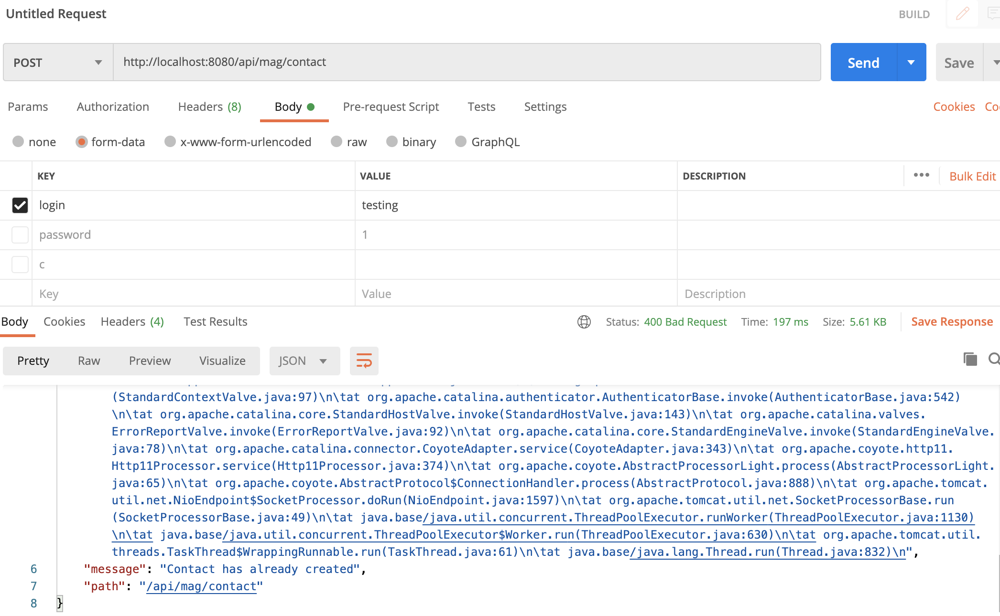 Untitled Request
BUILD
POST
http://localhost:8080/api/mag/contact
Send
Save
Params
Authorization
Headers (8)
Body
Pre-request Script
Tests
Settings
Cookies
none
form-data
x-www-form-urlencoded
raw
binary
GraphQL
KEY
VALUE
DESCRIPTION
Bulk Edit
login
testing
password
1
c
Key
Value
Description
Body
Cookies
Headers (4)
Test Results
Status: 400 Bad Request
Time: 197 ms
Size: 5.61 KB
Save Response
Pretty
Raw
Preview
Visualize
JSON
(StandardContextValve.java:97)\n\tat org.apache.catalina.authenticator.AuthenticatorBase.invoke(AuthenticatorBase.java:542)
\n\tat org.apache.catalina.core.StandardHostValve.invoke(StandardHostValve.java:143)\n\tat org.apache.catalina.valves.
ErrorReportValve.invoke(ErrorReportValve.java:92)\n\tat org.apache.catalina.core.StandardEngineValve.invoke(StandardEngineValve.
java:78)\n\tat org.apache.catalina.connector.CoyoteAdapter.service(CoyoteAdapter.java:343)\n\tat org.apache.coyote.http11.
Http11Processor.service(Http11Processor.java:374)\n\tat org.apache.coyote.AbstractProcessorLight.process(AbstractProcessorLight.
java:65)\n\tat org.apache.coyote.AbstractProtocol$ConnectionHandler.process(AbstractProtocol.java:888)\n\tat org.apache.tomcat.
util.net.NioEndpoint$SocketProcessor.doRun(NioEndpoint.java:1597)\n\tat org.apache.tomcat.util.net.SocketProcessorBase.run
(SocketProcessorBase.java:49)\n\tat java.base/java.util.concurrent.ThreadPoolExecutor.runWorker(ThreadPoolExecutor.java:1130)
\n\tat java.base/java.util.concurrent.ThreadPoolExecutor$Worker.run(ThreadPoolExecutor.java:630)\n\tat org.apache.tomcat.util.
threads.TaskThread$WrappingRunnable.run(TaskThread.java:61)\n\tat java.base/java.lang.Thread.run(Thread.java:832)\n",
6 "message": "Contact has already created",
7 "path": "/api/mag/contact"
8 }